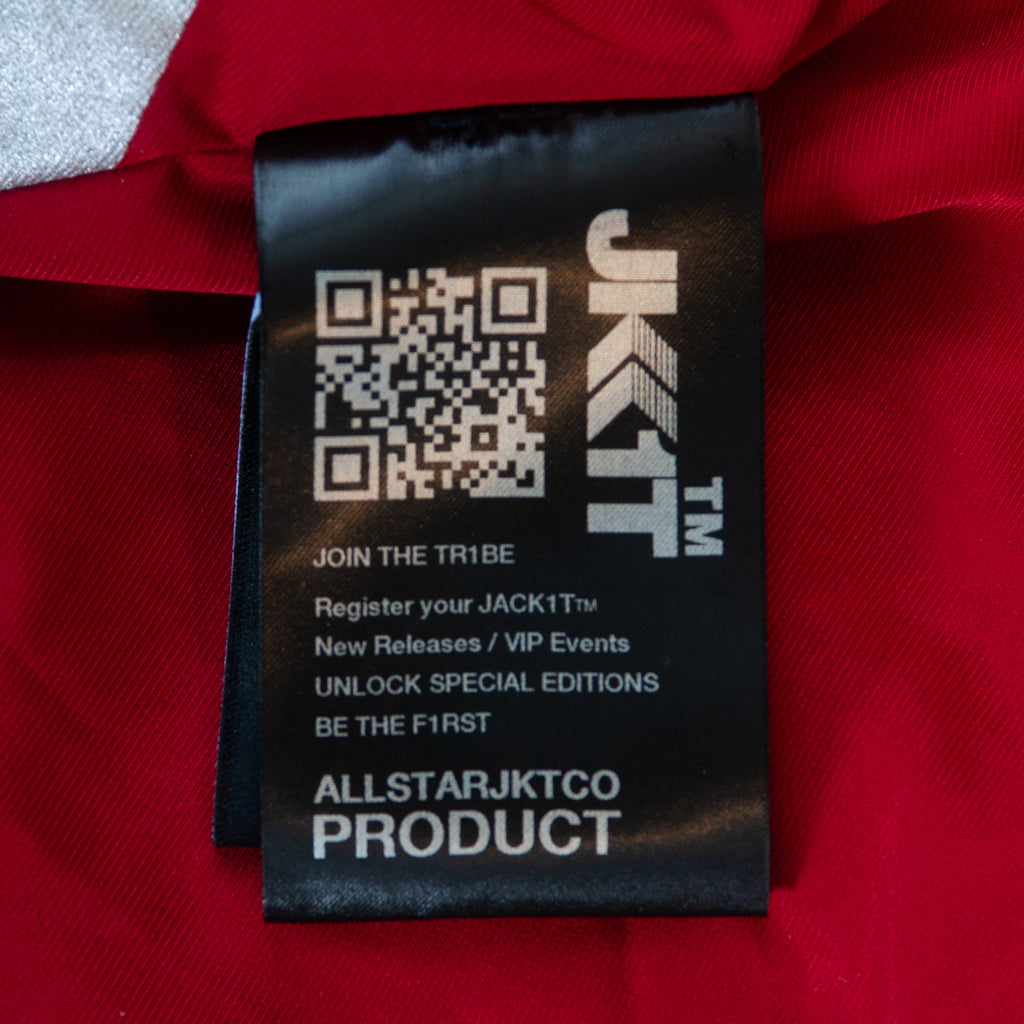 JK1T™
JOIN THE TR1BE
Register your JACK1T™
New Releases / VIP Events
UNLOCK SPECIAL EDITIONS
BE THE F1RST
ALLSTARJKTCO
PRODUCT